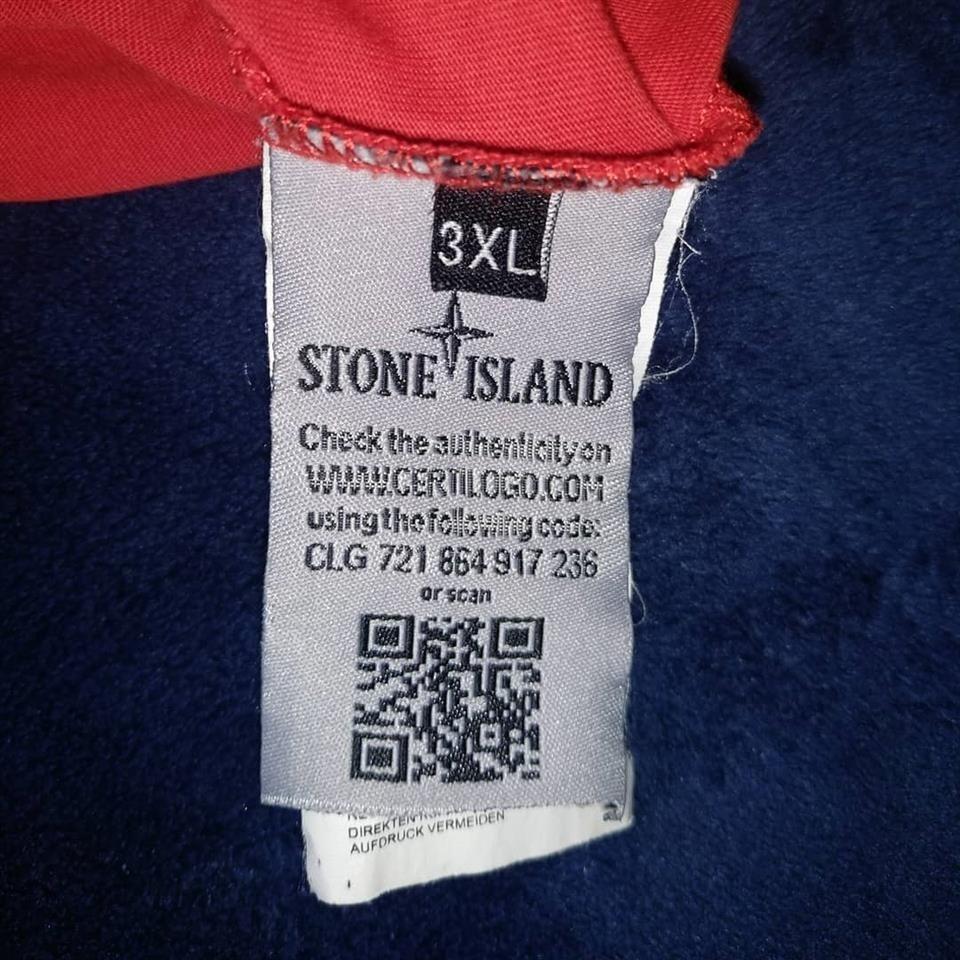 3XL
STONE ISLAND
Check the authenticity on
WWW.CERTILOGO.COM
using the following code:
CLG 721 864 917 236
or scan
DIREKTEN
AUFDRUCK VERMEIDEN